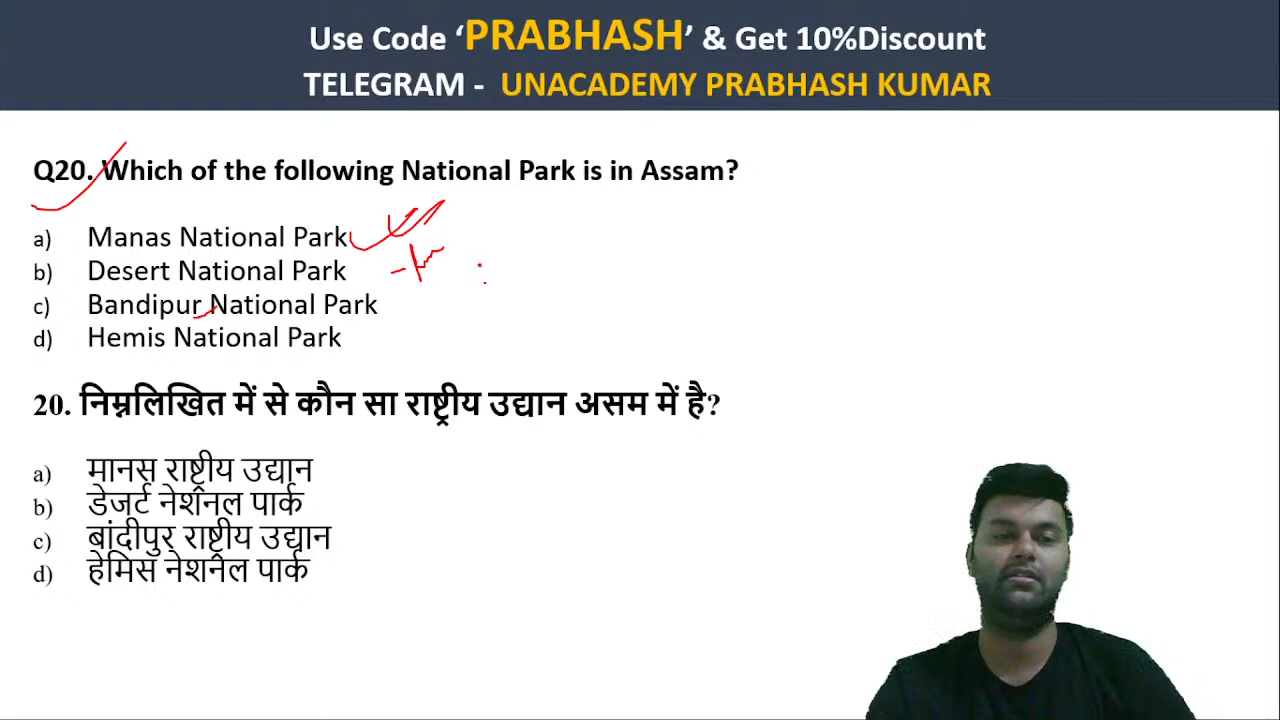 Use Code ‘PRABHASH’ & Get 10%Discount
TELEGRAM - UNACADEMY PRABHASH KUMAR
Q20. Which of the following National Park is in Assam?
a) Manas National Park
b) Desert National Park
c) Bandipur National Park
d) Hemis National Park
20. निम्नलिखित में से कौन सा राष्ट्रीय उद्यान असम में है?
a) मानस राष्ट्रीय उद्यान
b) डेजर्ट नेशनल पार्क
c) बांदीपुर राष्ट्रीय उद्यान
d) हेमिस नेशनल पार्क